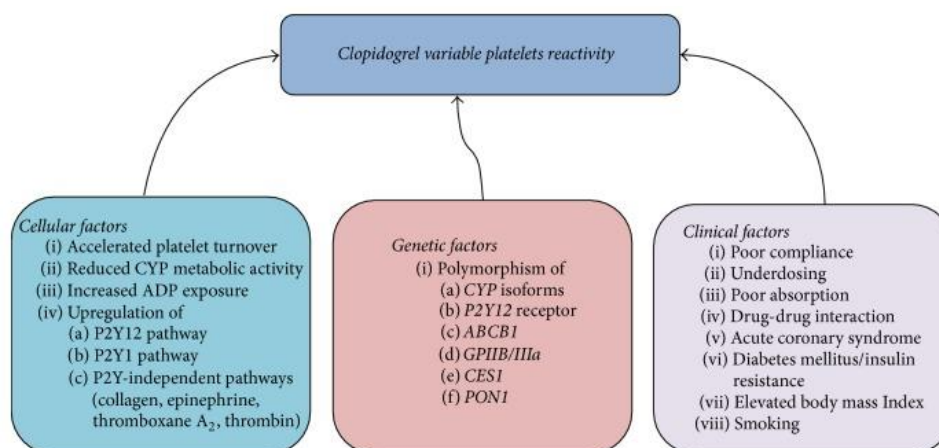 Clopidogrel variable platelets reactivity
Cellular factors
(i) Accelerated platelet turnover
(ii) Reduced CYP metabolic activity
(iii) Increased ADP exposure
(iv) Upregulation of
(a) P2Y12 pathway
(b) P2Y1 pathway
(c) P2Y-independent pathways
(collagen, epinephrine,
thromboxane A₂, thrombin)
Genetic factors
(i) Polymorphism of
(a) CYP isoforms
(b) P2Y12 receptor
(c) ABCB1
(d) GPIIB/IIIa
(e) CES1
(f) PON1
Clinical factors
(i) Poor compliance
(ii) Underdosing
(iii) Poor absorption
(iv) Drug-drug interaction
(v) Acute coronary syndrome
(vi) Diabetes mellitus/insulin
resistance
(vii) Elevated body mass Index
(viii) Smoking